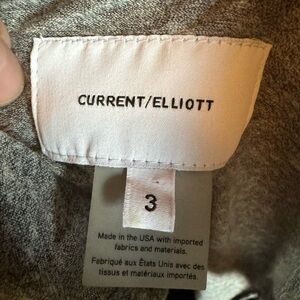 CURRENT/ELLIOTT
3
Made in the USA with imported
fabrics and materials.
Fabriqué aux États Unis avec des
tissus et matériaux importés.